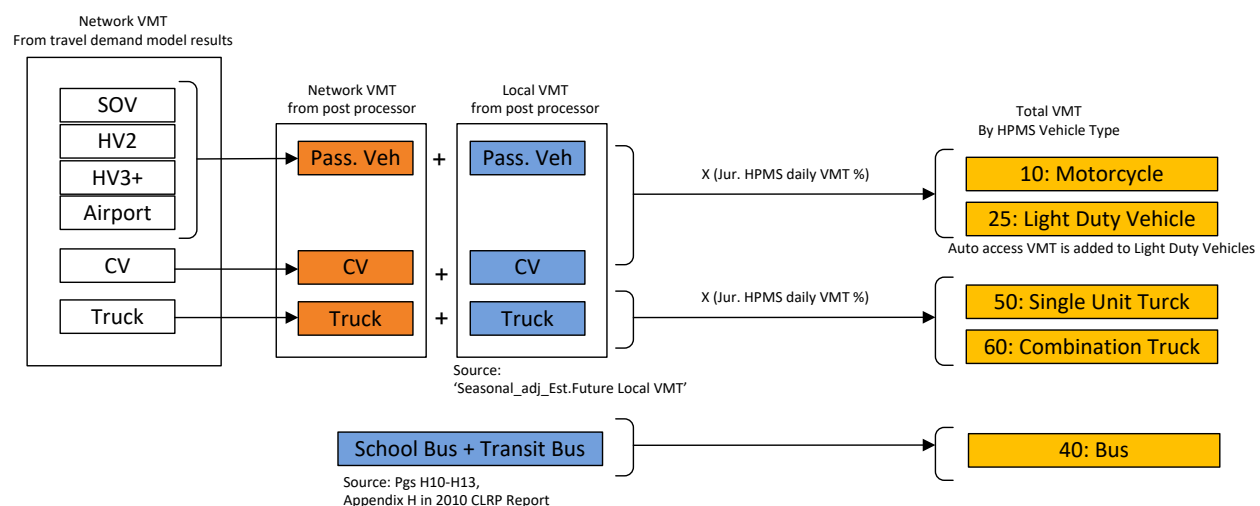 Network VMT
From travel demand model results
SOV
HV2
HV3+
Airport
CV
Truck
Network VMT
from post processor
Pass. Veh
CV
Truck
+
+
+
Local VMT
from post processor
Pass. Veh
CV
Truck
Source:
‘Seasonal_adj_Est.Future Local VMT’
X (Jur. HPMS daily VMT %)
X (Jur. HPMS daily VMT %)
Total VMT
By HPMS Vehicle Type
10: Motorcycle
25: Light Duty Vehicle
Auto access VMT is added to Light Duty Vehicles
50: Single Unit Turck
60: Combination Truck
School Bus + Transit Bus
Source: Pgs H10-H13,
Appendix H in 2010 CLRP Report
40: Bus